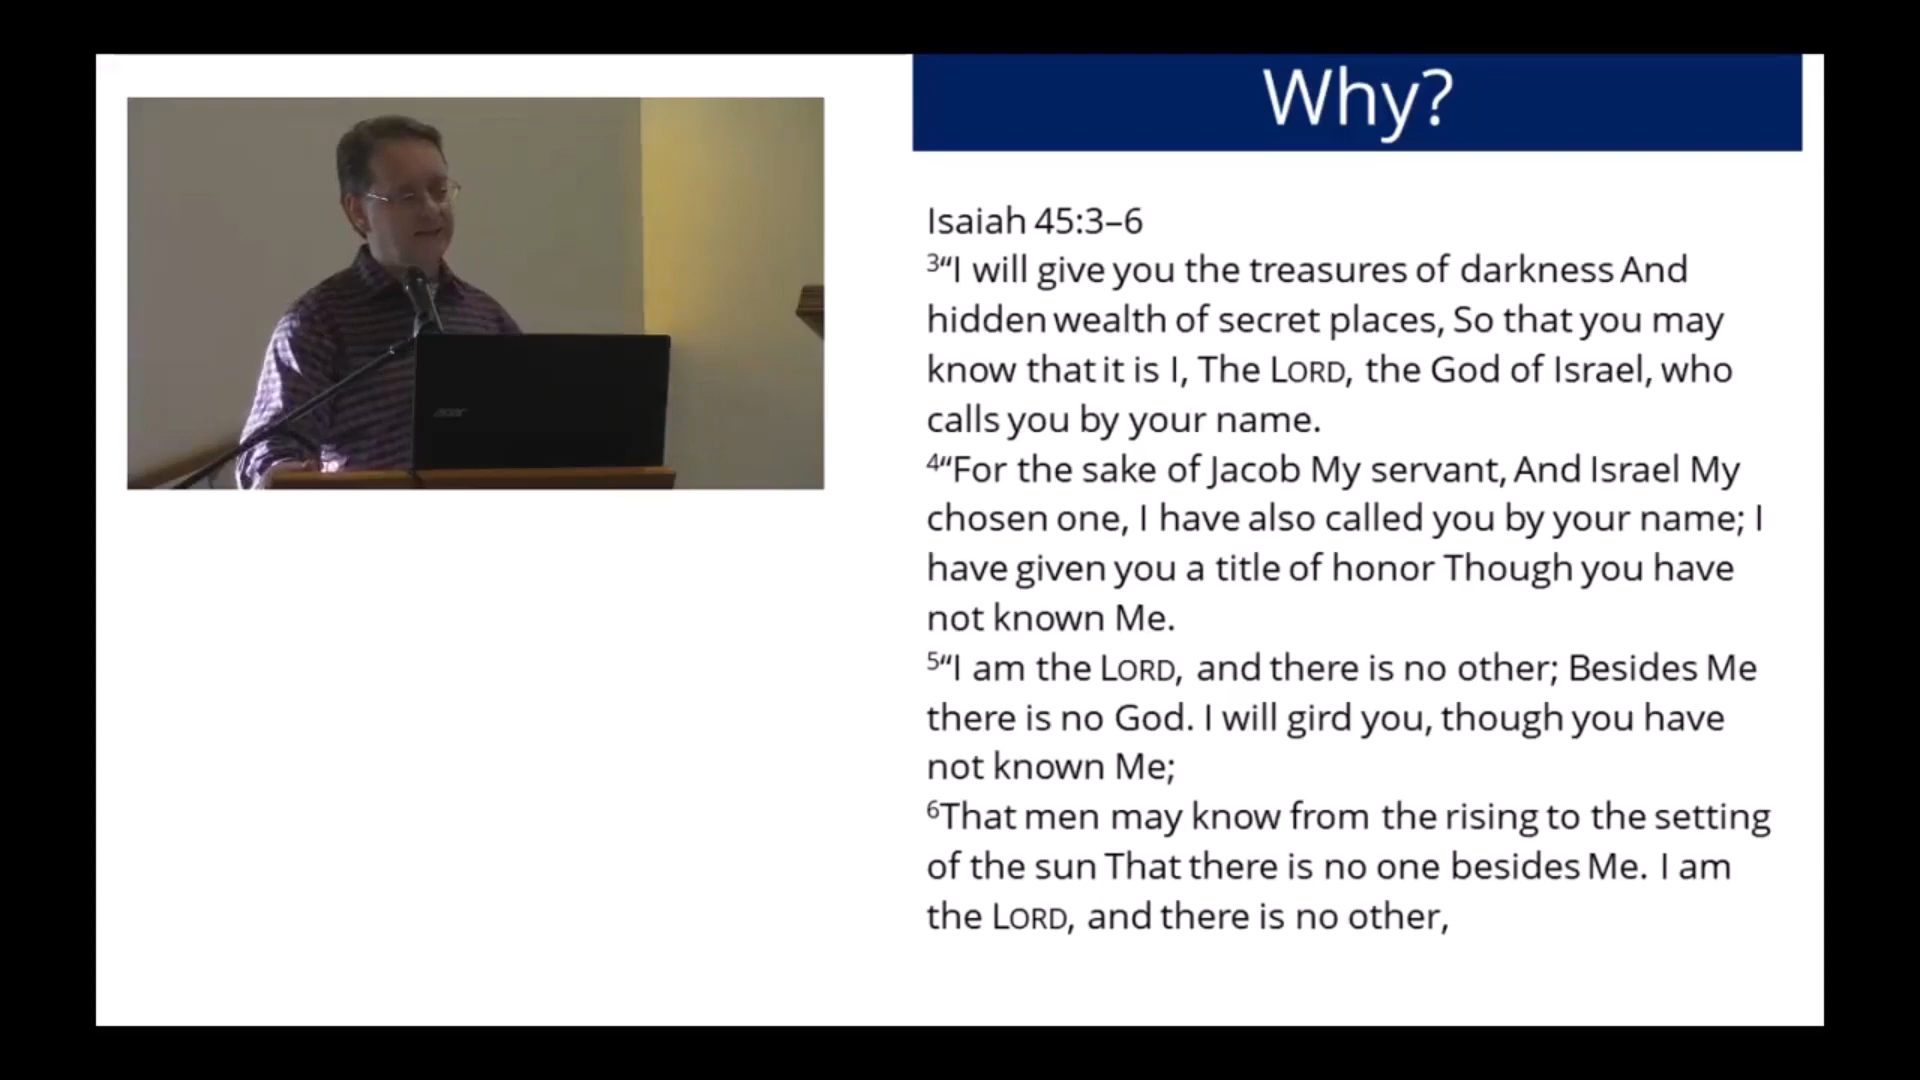 Why?
Isaiah 45:3–6
3“I will give you the treasures of darkness And
hidden wealth of secret places, So that you may
know that it is I, The LORD, the God of Israel, who
calls you by your name.
4“For the sake of Jacob My servant, And Israel My
chosen one, I have also called you by your name; I
have given you a title of honor Though you have
not known Me.
5“I am the LORD, and there is no other; Besides Me
there is no God. I will gird you, though you have
not known Me;
6That men may know from the rising to the setting
of the sun That there is no one besides Me. I am
the LORD, and there is no other,
acer